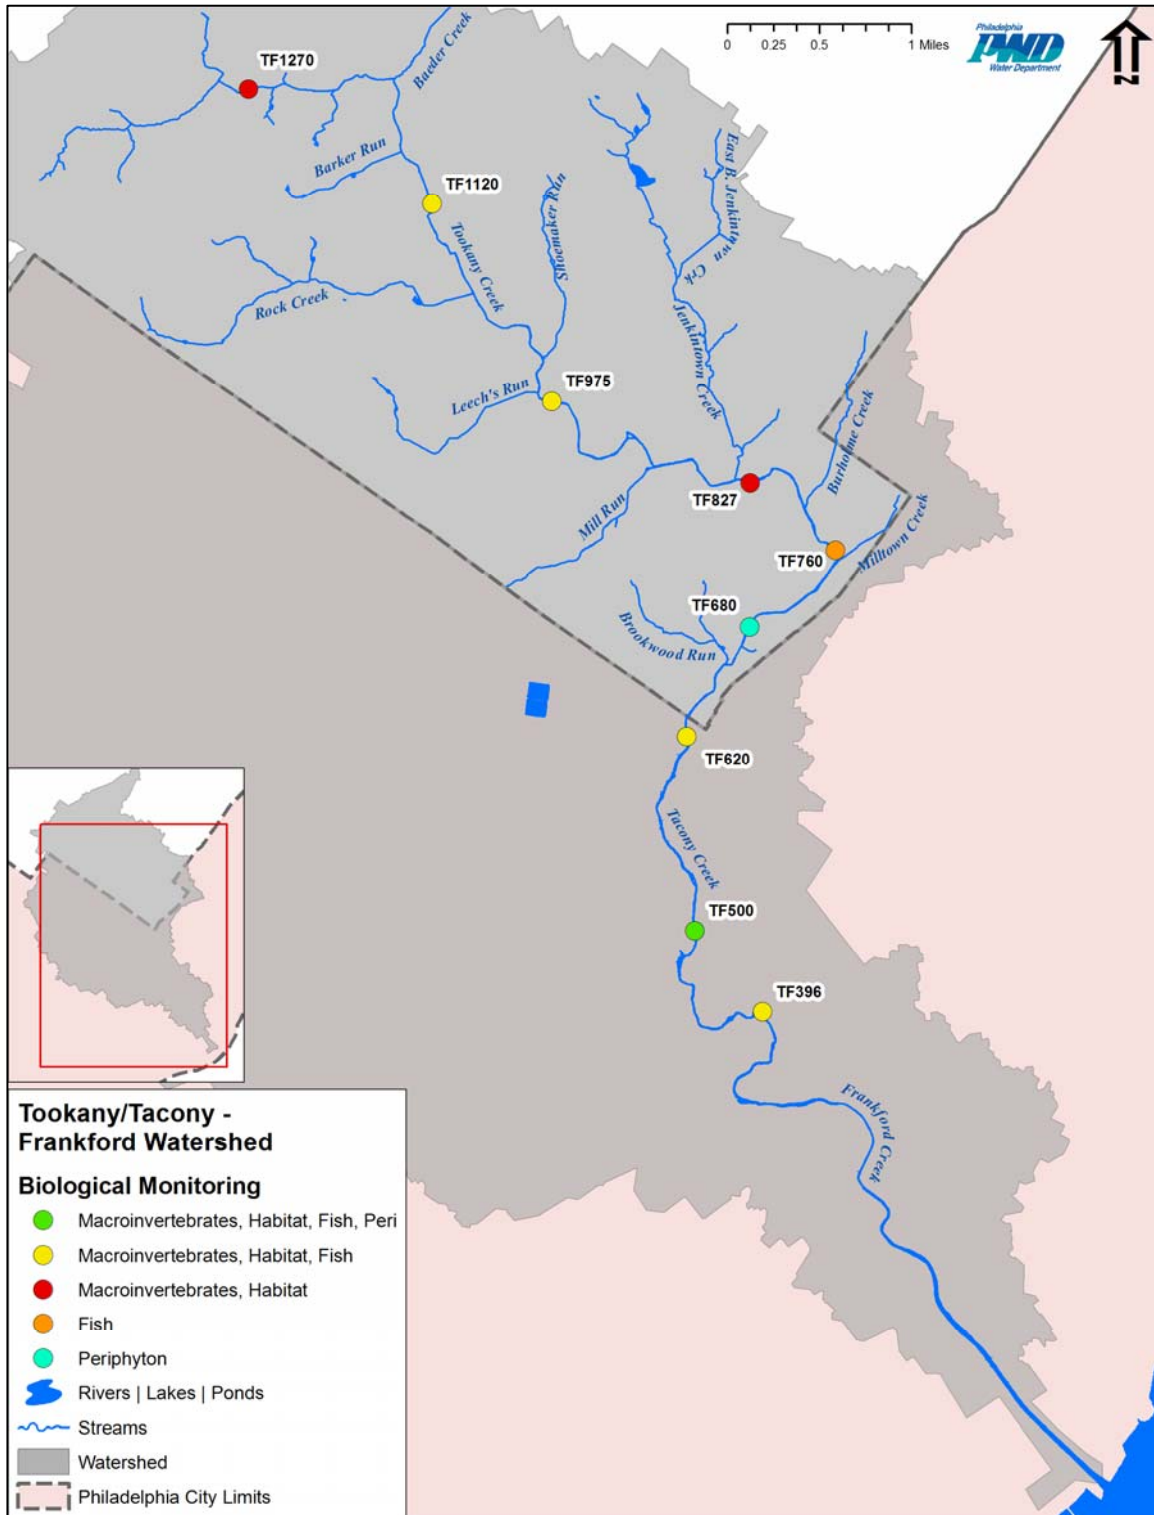 0 0.25 0.5 1 Miles
Philadelphia
PWD
Water Department
N
TF1270
Baeder Creek
Barker Run
TF1120
Tookany Creek
Shoemaker Run
East B. Jenkintown Crk
Rock Creek
Jenkintown Creek
TF975
Leech's Run
Burholme Creek
TF827
Mill Run
Milltown Creek
TF760
TF680
Brookwood Run
TF620
Tacony Creek
TF500
TF396
Frankford Creek
Tookany/Tacony -
Frankford Watershed
Biological Monitoring
Macroinvertebrates, Habitat, Fish, Peri
Macroinvertebrates, Habitat, Fish
Macroinvertebrates, Habitat
Fish
Periphyton
Rivers | Lakes | Ponds
Streams
Watershed
Philadelphia City Limits